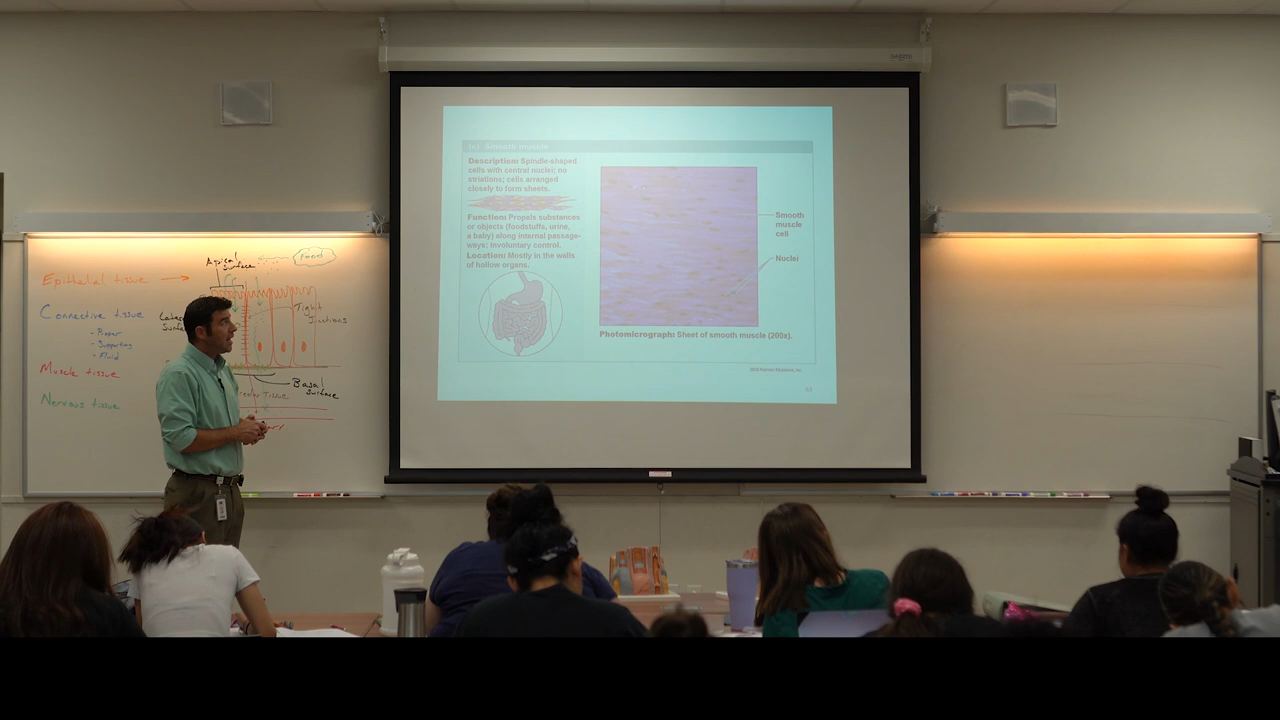 (c) Smooth muscle
Description: Spindle-shaped
cells with central nuclei; no
striations; cells arranged
closely to form sheets.
Function: Propels substances
or objects (foodstuffs, urine,
a baby) along internal passage-
ways; involuntary control.
Location: Mostly in the walls
of hollow organs.
Smooth
muscle
cell
Nuclei
Photomicrograph: Sheet of smooth muscle (200x).
Epithelial tissue
Connective tissue
- Proper
- Supporting
- Fluid
Muscle tissue
Nervous tissue
Apical
Surface
Food
Tight
Junctions
Basal
Surface
Tissue